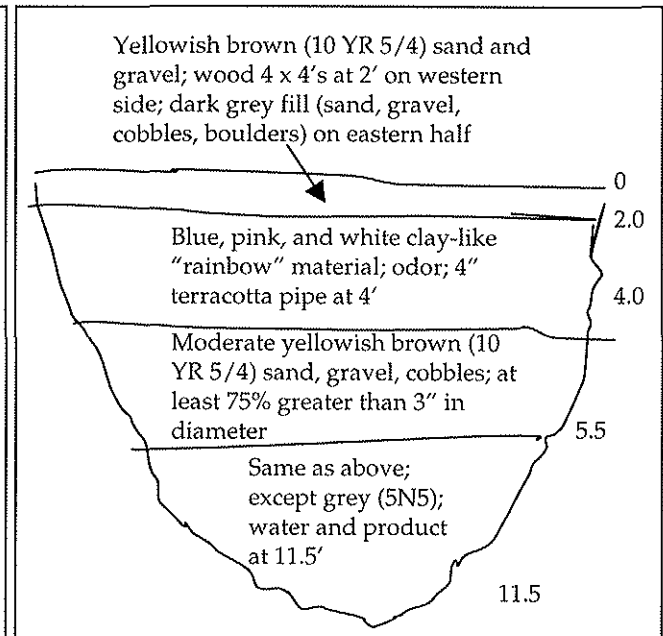 Yellowish brown (10 YR 5/4) sand and
gravel; wood 4 x 4's at 2' on western
side; dark grey fill (sand, gravel,
cobbles, boulders) on eastern half
0
2.0
Blue, pink, and white clay-like
"rainbow" material; odor; 4"
terracotta pipe at 4'
4.0
Moderate yellowish brown (10
YR 5/4) sand, gravel, cobbles; at
least 75% greater than 3" in
diameter
5.5
Same as above;
except grey (5N5);
water and product
at 11.5'
11.5